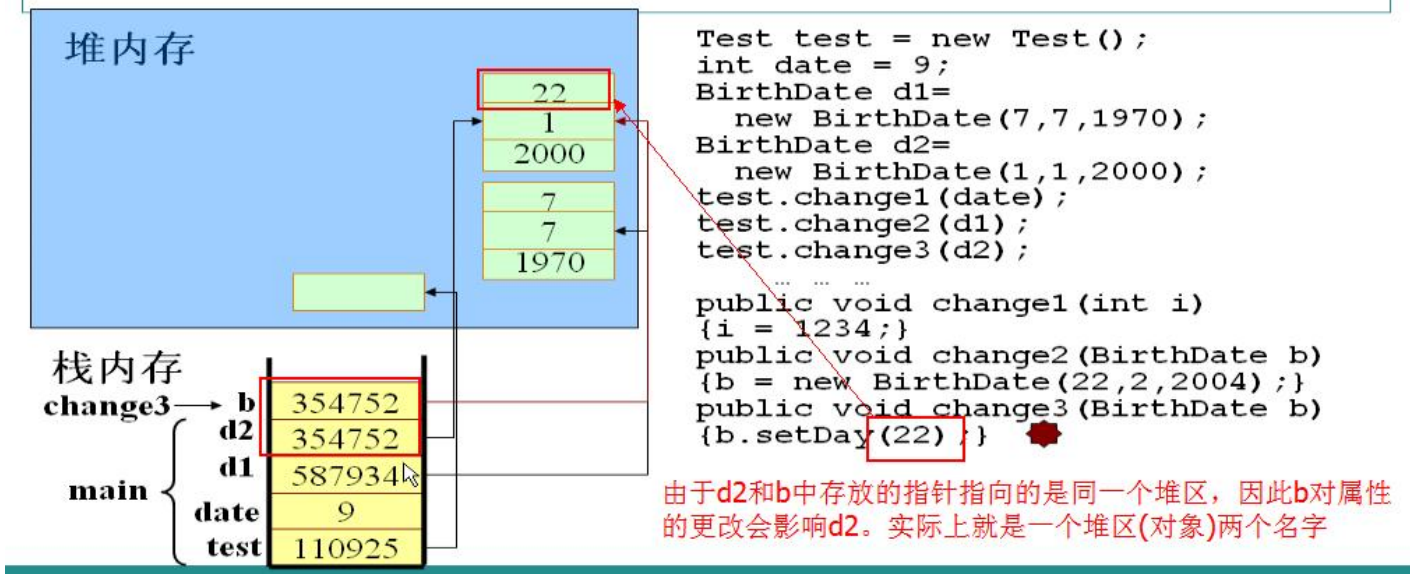 堆内存
22
1
2000
7
7
1970
栈内存
change3 b 354752
d2 354752
d1 587934
main
date 9
test 110925
Test test = new Test();
int date = 9;
BirthDate d1=
new BirthDate(7,7,1970);
BirthDate d2=
new BirthDate(1,1,2000);
test.change1(date);
test.change2(d1);
test.change3(d2);
… … …
public void change1(int i)
{i = 1234;}
public void change2(BirthDate b)
{b = new BirthDate(22,2,2004);}
public void change3(BirthDate b)
{b.setDay(22);}
由于d2和b中存放的指针指向的是同一个堆区，因此b对属性
的更改会影响d2。实际上就是一个堆区(对象)两个名字